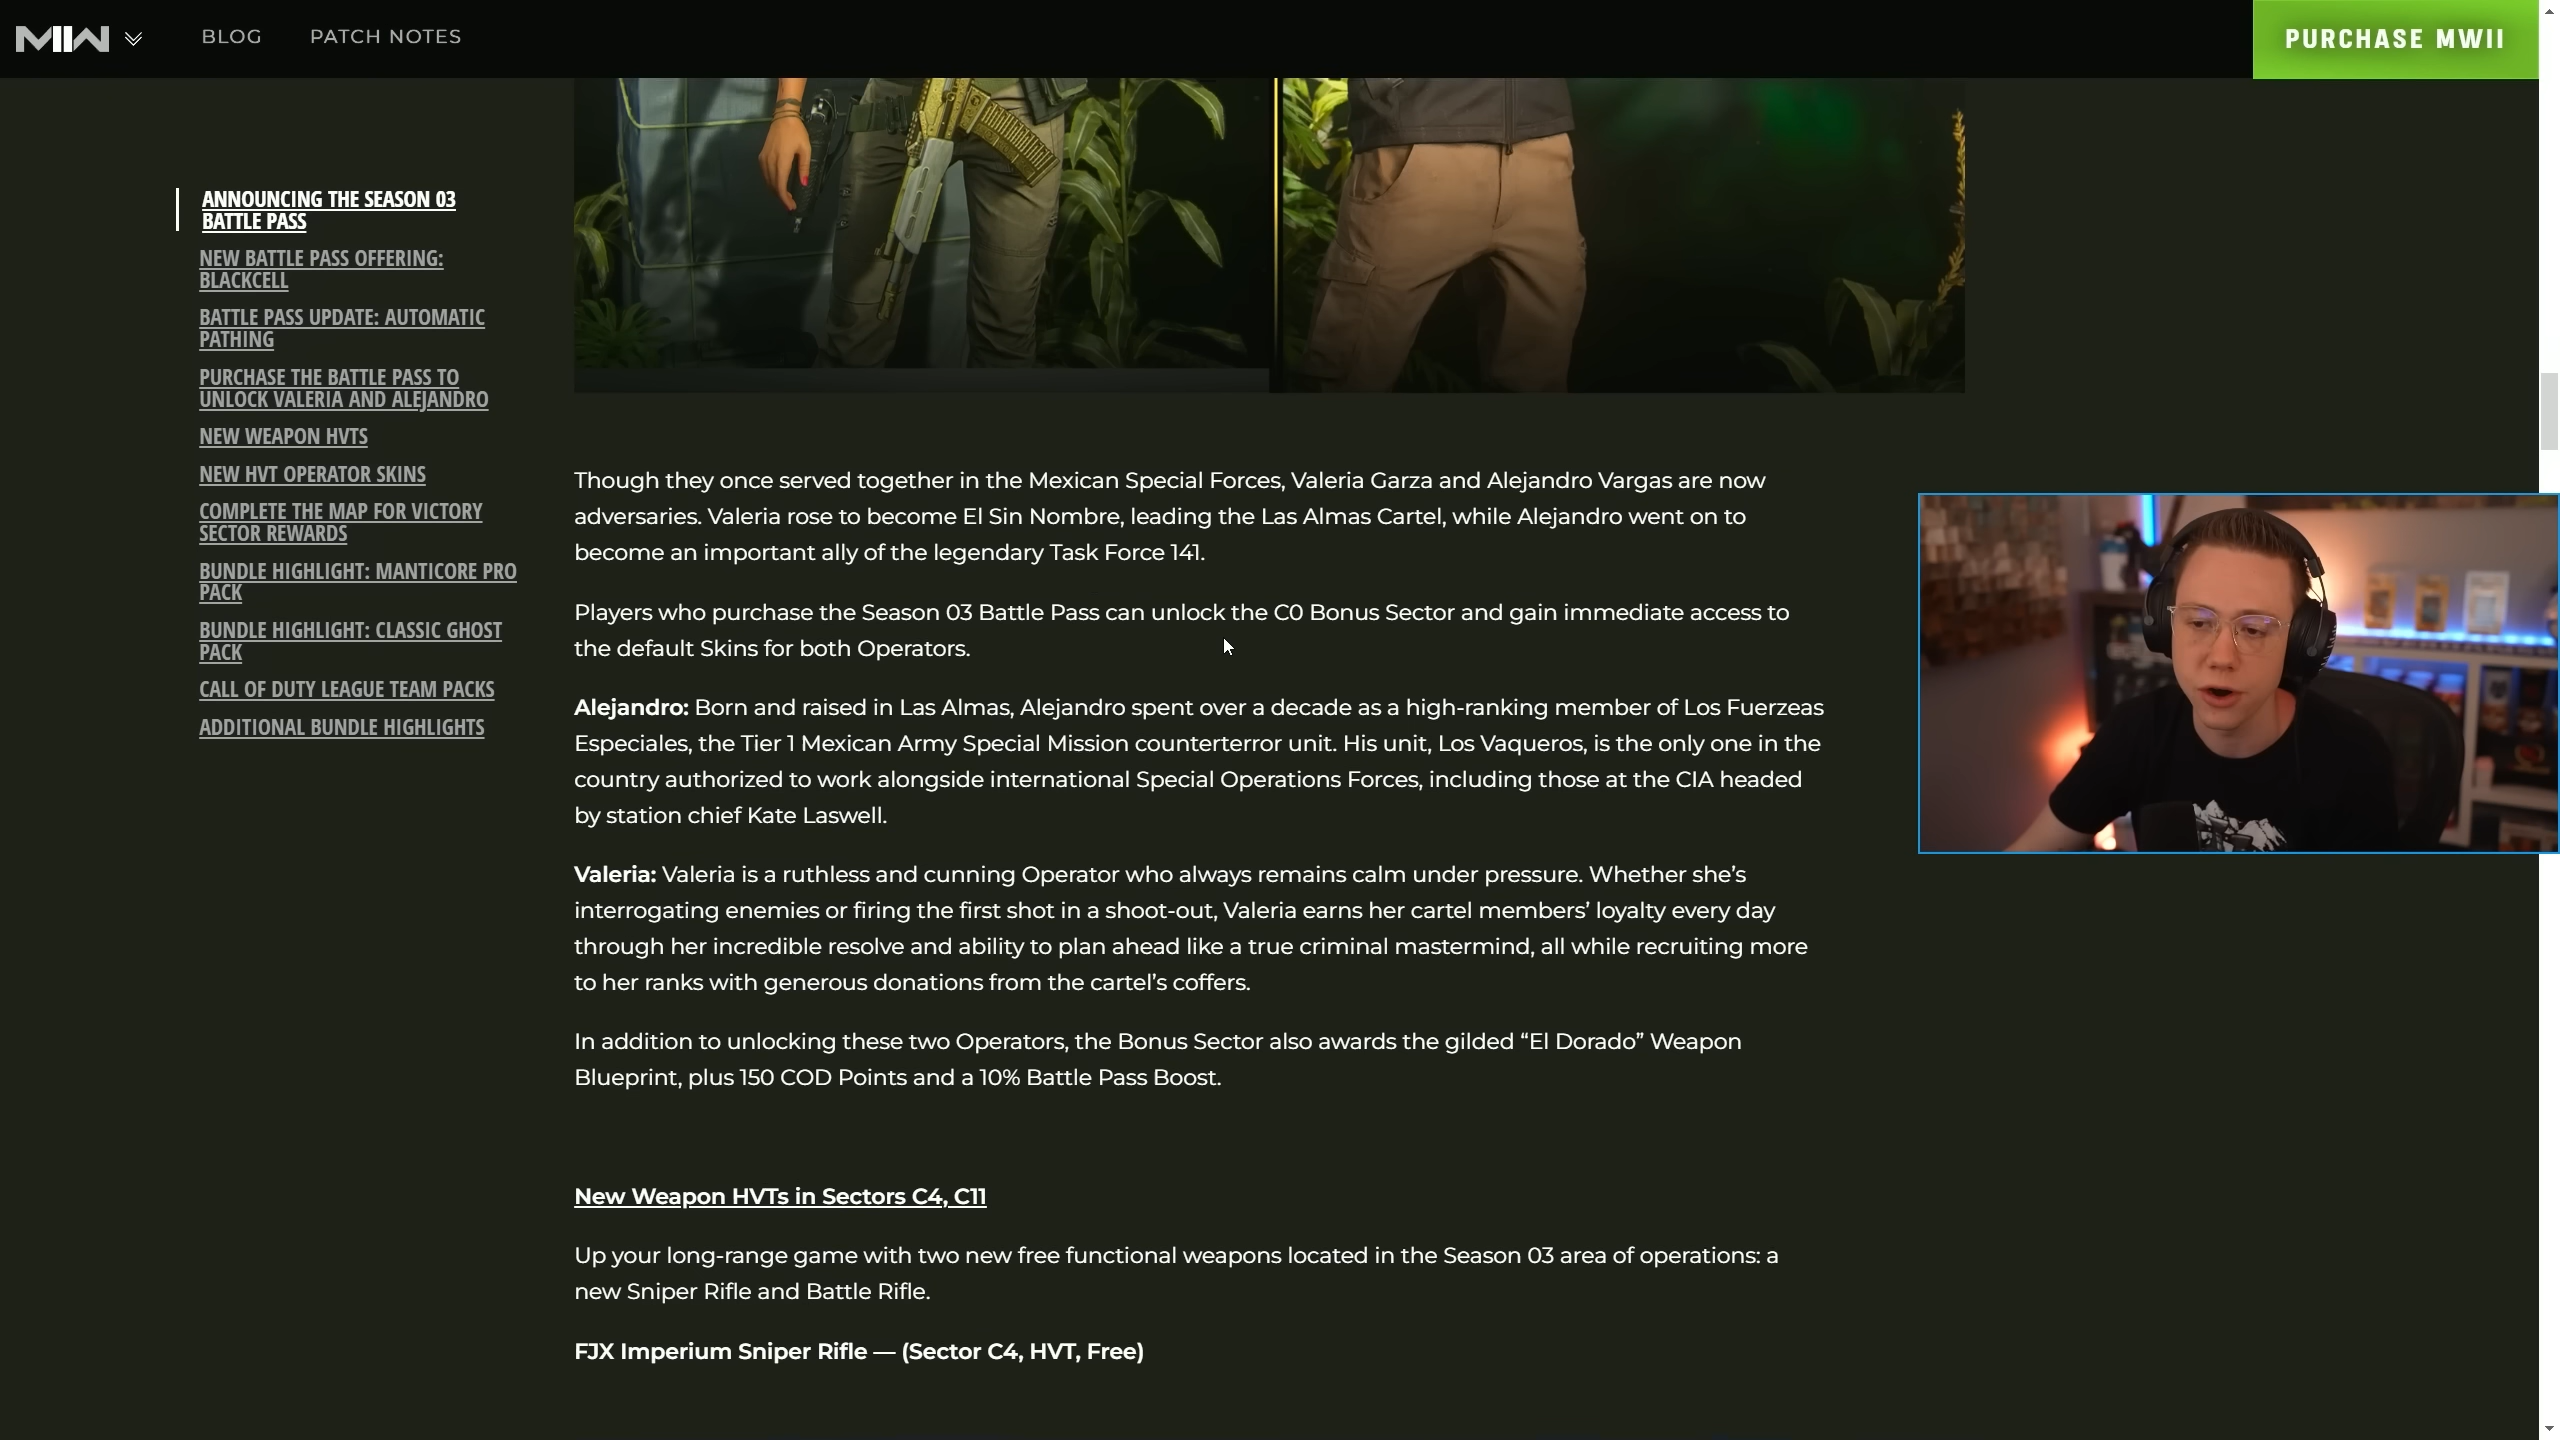 MW
BLOG
PATCH NOTES
PURCHASE MWII
ANNOUNCING THE SEASON 03
BATTLE PASS
NEW BATTLE PASS OFFERING:
BLACKCELL
BATTLE PASS UPDATE: AUTOMATIC
PATHING
PURCHASE THE BATTLE PASS TO
UNLOCK VALERIA AND ALEJANDRO
NEW WEAPON HVTS
NEW HVT OPERATOR SKINS
COMPLETE THE MAP FOR VICTORY
SECTOR REWARDS
BUNDLE HIGHLIGHT: MANTICORE PRO
PACK
BUNDLE HIGHLIGHT: CLASSIC GHOST
PACK
CALL OF DUTY LEAGUE TEAM PACKS
ADDITIONAL BUNDLE HIGHLIGHTS
Though they once served together in the Mexican Special Forces, Valeria Garza and Alejandro Vargas are now
adversaries. Valeria rose to become El Sin Nombre, leading the Las Almas Cartel, while Alejandro went on to
become an important ally of the legendary Task Force 141.
Players who purchase the Season 03 Battle Pass can unlock the C0 Bonus Sector and gain immediate access to
the default Skins for both Operators.
Alejandro: Born and raised in Las Almas, Alejandro spent over a decade as a high-ranking member of Los Fuerzeas
Especiales, the Tier 1 Mexican Army Special Mission counterterror unit. His unit, Los Vaqueros, is the only one in the
country authorized to work alongside international Special Operations Forces, including those at the CIA headed
by station chief Kate Laswell.
Valeria: Valeria is a ruthless and cunning Operator who always remains calm under pressure. Whether she’s
interrogating enemies or firing the first shot in a shoot-out, Valeria earns her cartel members’ loyalty every day
through her incredible resolve and ability to plan ahead like a true criminal mastermind, all while recruiting more
to her ranks with generous donations from the cartel’s coffers.
In addition to unlocking these two Operators, the Bonus Sector also awards the gilded “El Dorado” Weapon
Blueprint, plus 150 COD Points and a 10% Battle Pass Boost.
New Weapon HVTs in Sectors C4, C11
Up your long-range game with two new free functional weapons located in the Season 03 area of operations: a
new Sniper Rifle and Battle Rifle.
FJX Imperium Sniper Rifle — (Sector C4, HVT, Free)